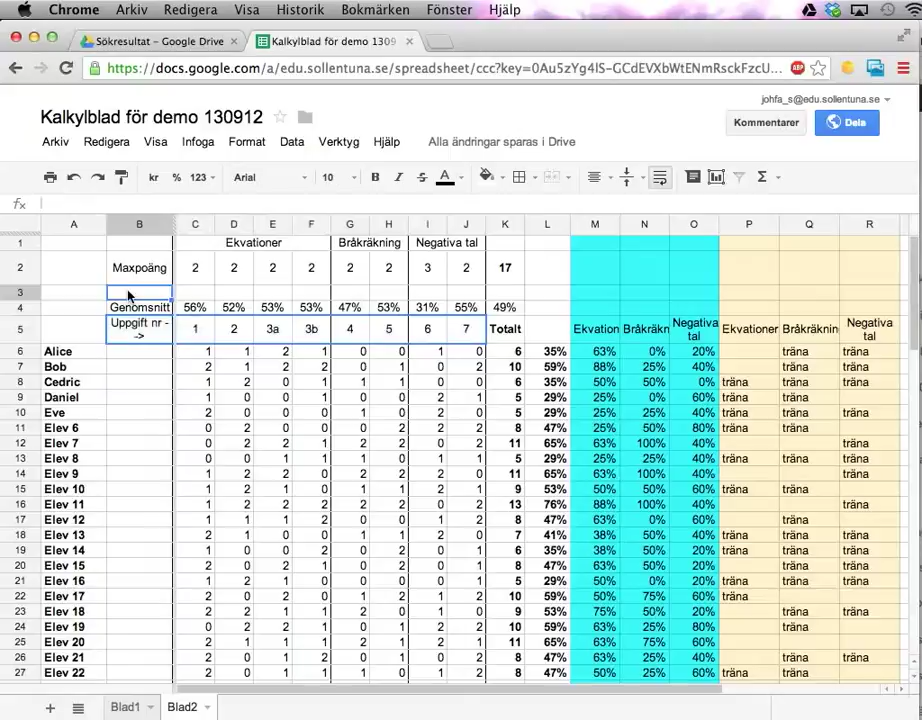 Chrome Arkiv Redigera Visa Historik Bokmärken Fönster Hjälp
Sökresultat – Google Drive × Kalkylblad för demo 1309 ×
https://docs.google.com/a/edu.sollentuna.se/spreadsheet/ccc?key=0Au5zYg4lS-GCdEVXbWtENmRsckFzcU...
ABP
johfa_s@edu.sollentuna.se
Kalkylblad för demo 130912
Kommentarer Dela
Arkiv Redigera Visa Infoga Format Data Verktyg Hjälp Alla ändringar sparas i Drive
kr % 123 Arial 10 B S A Σ
fx
A B C D E F G H I J K L M N O P Q R
1 Ekvationer Bråkräkning Negativa tal
2 Maxpoäng 2 2 2 2 2 2 3 2 17
3
4 Genomsnitt 56% 52% 53% 53% 47% 53% 31% 55% 49%
5 Uppgift nr --> 1 2 3a 3b 4 5 6 7 Totalt Ekvation Bråkräkn Negativa tal Ekvationer Bråkräknin Negativa tal
6 Alice 1 1 2 1 0 0 1 0 6 35% 63% 0% 20% träna träna
7 Bob 2 1 2 2 0 1 0 2 10 59% 88% 25% 40% träna träna
8 Cedric 1 2 0 1 1 1 0 0 6 35% 50% 50% 0% träna träna träna
9 Daniel 1 0 0 1 0 0 2 1 5 29% 25% 0% 60% träna träna
10 Eve 2 0 0 0 1 0 2 0 5 29% 25% 25% 40% träna träna träna
11 Elev 6 0 2 0 0 0 2 2 2 8 47% 25% 50% 80% träna träna
12 Elev 7 0 2 2 1 2 2 0 2 11 65% 63% 100% 40% träna
13 Elev 8 0 0 1 1 0 1 1 1 5 29% 25% 25% 40% träna träna träna
14 Elev 9 1 2 2 0 2 2 2 0 11 65% 63% 100% 40% träna
15 Elev 10 1 2 1 0 1 1 2 1 9 53% 50% 50% 60% träna träna
16 Elev 11 1 2 2 2 2 2 2 0 13 76% 88% 100% 40% träna
17 Elev 12 1 1 1 2 0 0 1 2 8 47% 63% 0% 60% träna
18 Elev 13 2 1 0 0 1 1 2 0 7 41% 38% 50% 40% träna träna träna
19 Elev 14 1 0 0 2 0 2 0 1 6 35% 38% 50% 20% träna träna träna
20 Elev 15 2 1 0 2 0 2 0 1 8 47% 63% 50% 20% träna träna
21 Elev 16 1 2 1 0 0 0 0 1 5 29% 50% 0% 20% träna träna träna
22 Elev 17 2 0 2 0 1 2 1 2 10 59% 50% 75% 60% träna
23 Elev 18 2 2 1 1 2 0 1 0 9 53% 75% 50% 20% träna träna
24 Elev 19 0 2 2 1 0 1 2 2 10 59% 63% 25% 80% träna
25 Elev 20 2 1 1 1 2 1 2 1 11 65% 63% 75% 60%
26 Elev 21 2 0 1 2 0 1 0 2 8 47% 63% 25% 40% träna träna
27 Elev 22 2 0 1 1 0 1 1 2 8 47% 50% 25% 60% träna träna
+ Blad1 Blad2